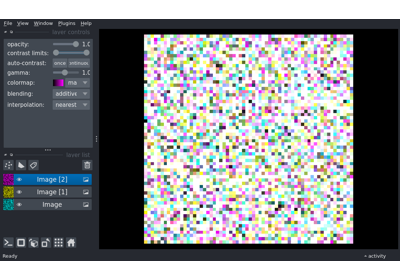 File View Window Plugins Help
layer controls
opacity: 1.0
contrast limits:
auto-contrast: once
gamma: 1.0
colormap: ma
blending: additive
interpolation: nearest
layer list
Image [2]
Image [1]
Image
Ready activity